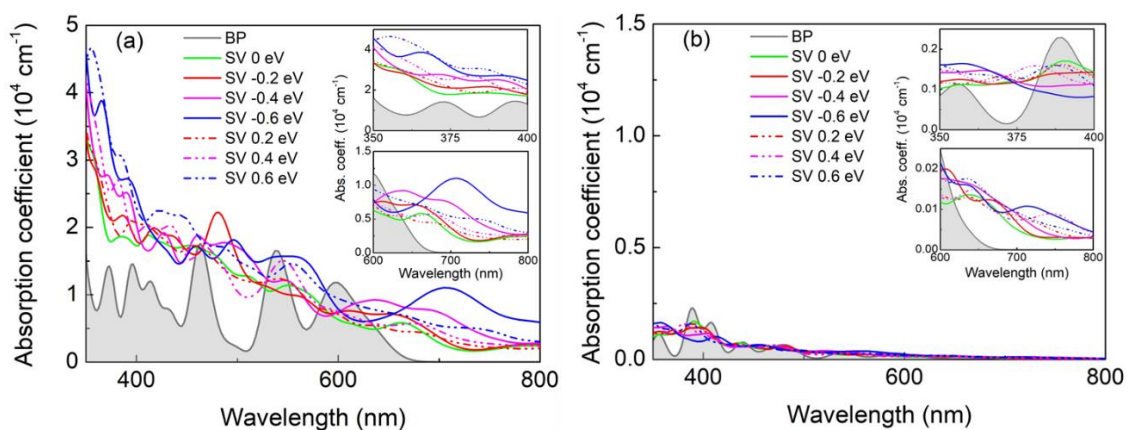 (a)
BP
SV 0 eV
SV -0.2 eV
SV -0.4 eV
SV -0.6 eV
SV 0.2 eV
SV 0.4 eV
SV 0.6 eV
Absorption coefficient (10⁴ cm⁻¹)
5
4
3
2
1
0
400
600
800
Wavelength (nm)
4
2
0
350
375
400
Abs. coeff. (10⁴ cm⁻¹)
1.5
1.0
0.5
0.0
600
700
800
Wavelength (nm)
(b)
BP
SV 0 eV
SV -0.2 eV
SV -0.4 eV
SV -0.6 eV
SV 0.2 eV
SV 0.4 eV
SV 0.6 eV
Absorption coefficient (10⁴ cm⁻¹)
1.5
1.0
0.5
0.0
400
600
800
Wavelength (nm)
0.2
0.1
0.0
350
375
400
Abs. coeff. (10⁴ cm⁻¹)
0.02
0.01
0.00
600
700
800
Wavelength (nm)